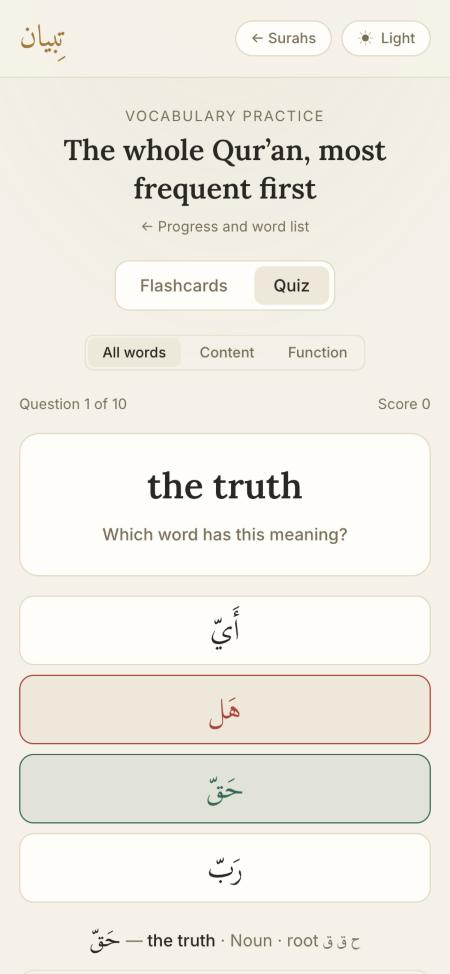 تِبيان
← Surahs
Light
VOCABULARY PRACTICE
The whole Qur’an, most
frequent first
← Progress and word list
Flashcards
Quiz
All words
Content
Function
Question 1 of 10
Score 0
the truth
Which word has this meaning?
أَيّ
هَل
حَقّ
رَبّ
حَقّ — the truth · Noun · root ح ق ق